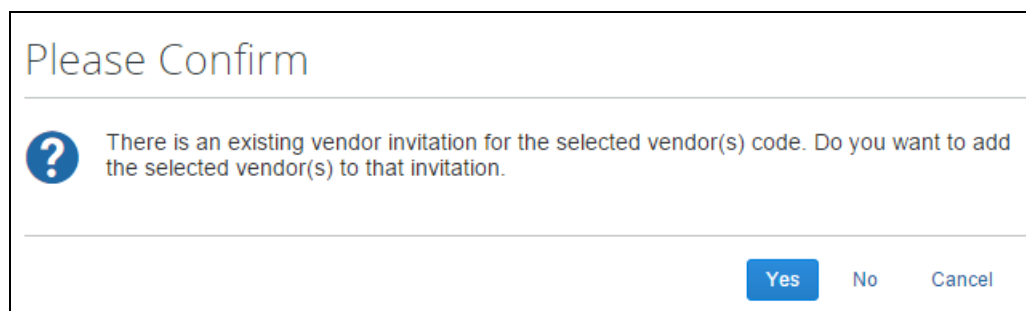 Please Confirm
There is an existing vendor invitation for the selected vendor(s) code. Do you want to add
the selected vendor(s) to that invitation.
Yes No Cancel